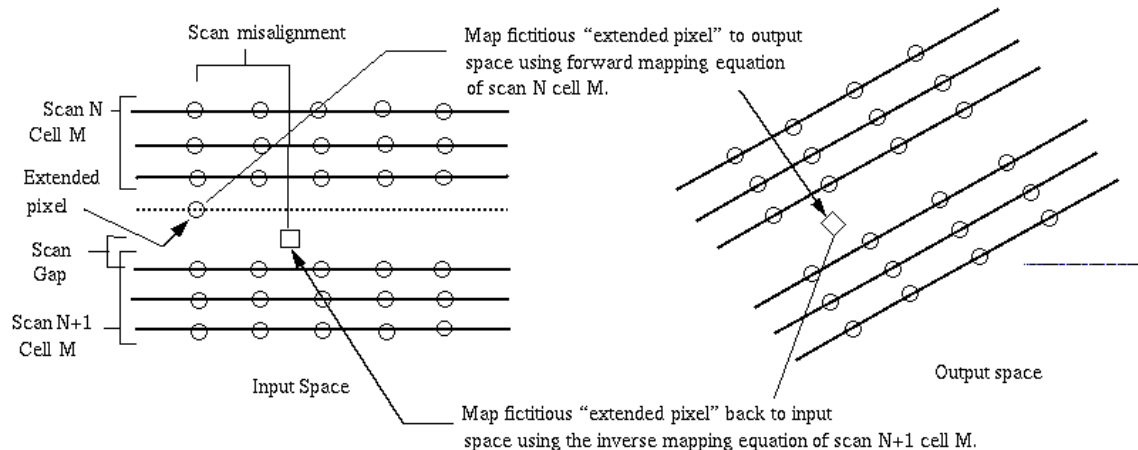 Scan misalignment
Map fictitious “extended pixel” to output
space using forward mapping equation
of scan N cell M.
Scan N
Cell M
Extended
pixel
Scan
Gap
Scan N+1
Cell M
Input Space
Output space
Map fictitious “extended pixel” back to input
space using the inverse mapping equation of scan N+1 cell M.